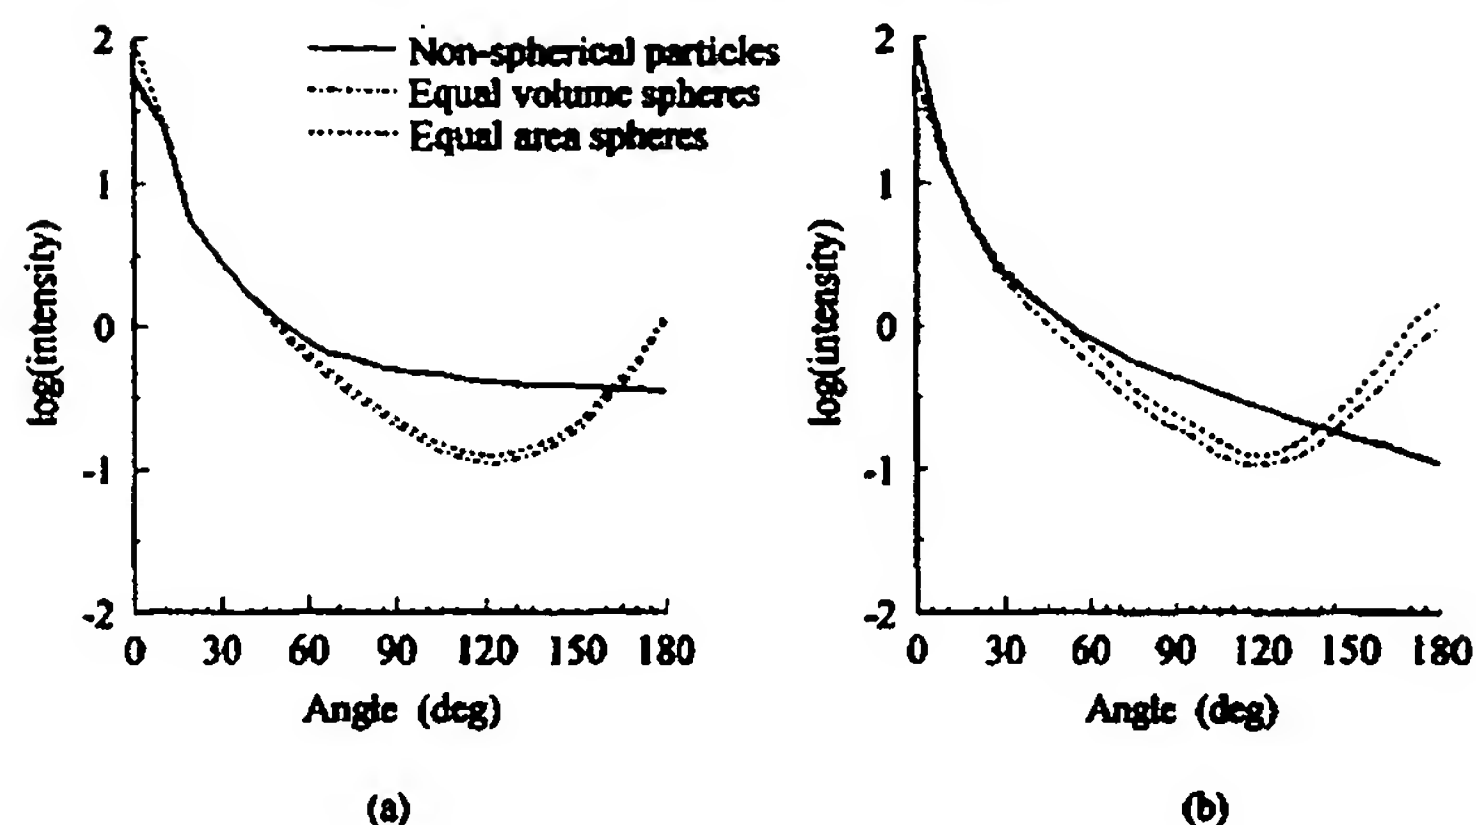 2
1
0
-1
-2
log(intensity)
Non-spherical particles
Equal volume spheres
Equal area spheres
0 30 60 90 120 150 180
Angle (deg)
(a)
2
1
0
-1
-2
log(intensity)
0 30 60 90 120 150 180
Angle (deg)
(b)